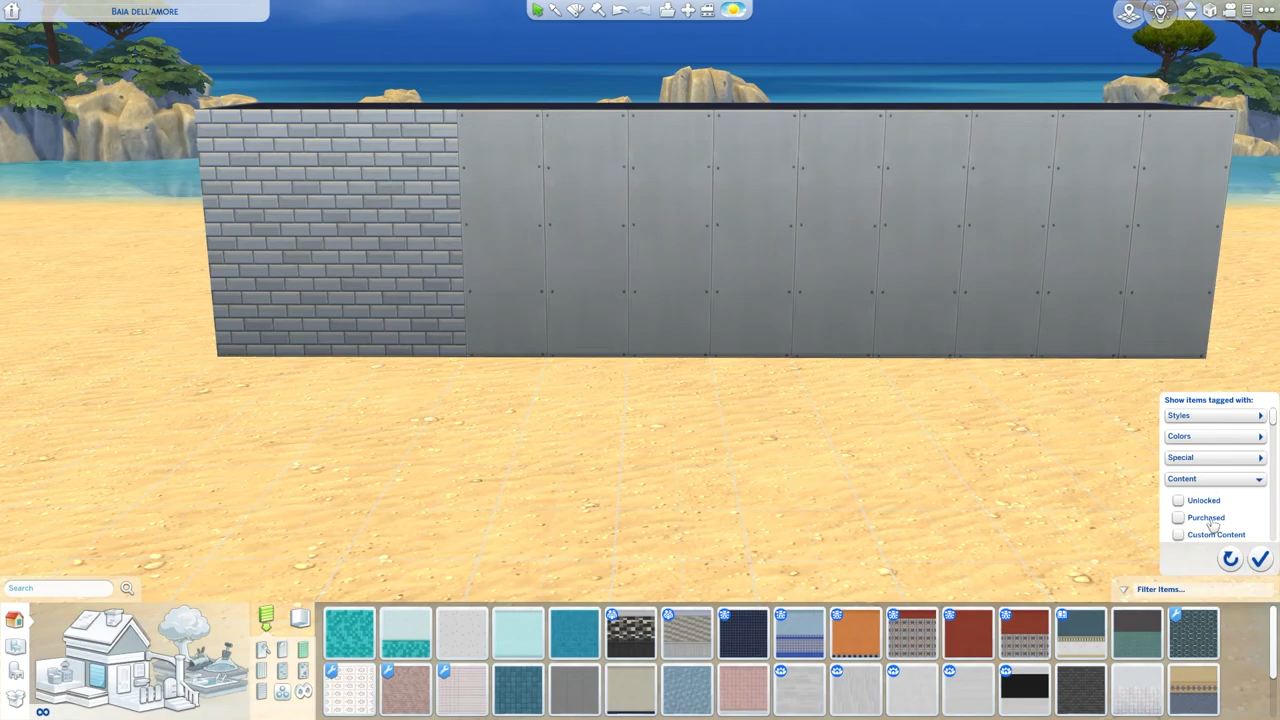 Baia dell'amore
Show items tagged with:
Styles
Colors
Special
Content
Unlocked
Purchased
Custom Content
Filter Items...
Search